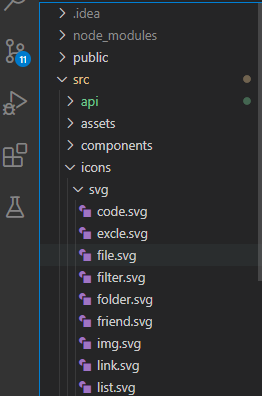 .idea
node_modules
public
src
api
assets
components
icons
svg
code.svg
excle.svg
file.svg
filter.svg
folder.svg
friend.svg
img.svg
link.svg
list.svg
11